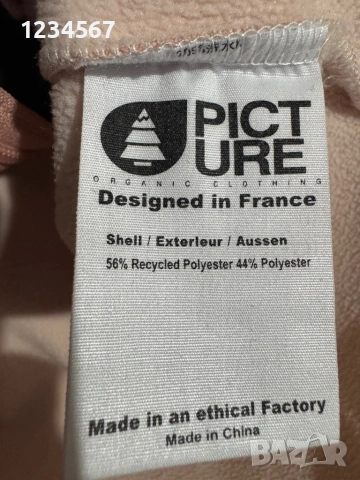 1234567
PICT
URE
ORGANIC CLOTHING
Designed in France
Shell / Exterieur / Aussen
56% Recycled Polyester 44% Polyester
Made in an ethical Factory
Made in China
BAZAR